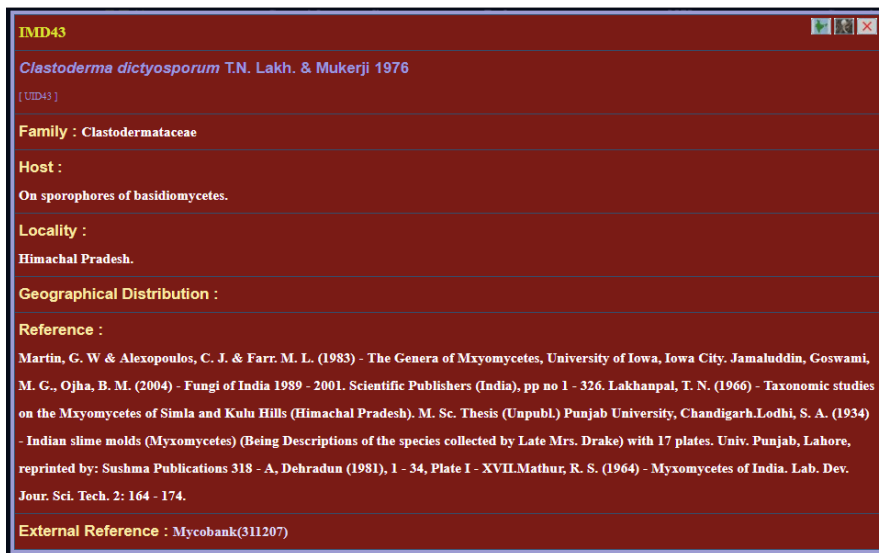 IMD43
Clastoderma dictyosporum T.N. Lakh. & Mukerji 1976
[ UID43 ]
Family : Clastodermataceae
Host :
On sporophores of basidiomycetes.
Locality :
Himachal Pradesh.
Geographical Distribution :
Reference :
Martin, G. W & Alexopoulos, C. J. & Farr. M. L. (1983) - The Genera of Mxyomycetes, University of Iowa, Iowa City. Jamaluddin, Goswami,
M. G., Ojha, B. M. (2004) - Fungi of India 1989 - 2001. Scientific Publishers (India), pp no 1 - 326. Lakhanpal, T. N. (1966) - Taxonomic studies
on the Mxyomycetes of Simla and Kulu Hills (Himachal Pradesh). M. Sc. Thesis (Unpubl.) Punjab University, Chandigarh.Lodhi, S. A. (1934)
- Indian slime molds (Myxomycetes) (Being Descriptions of the species collected by Late Mrs. Drake) with 17 plates. Univ. Punjab, Lahore,
reprinted by: Sushma Publications 318 - A, Dehradun (1981), 1 - 34, Plate I - XVII.Mathur, R. S. (1964) - Myxomycetes of India. Lab. Dev.
Jour. Sci. Tech. 2: 164 - 174.
External Reference : Mycobank(311207)